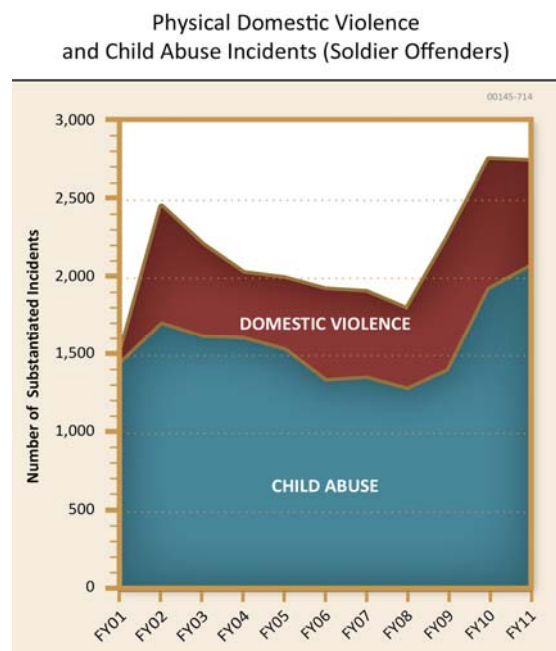 Physical Domestic Violence
and Child Abuse Incidents (Soldier Offenders)
00145-714
Number of Substantiated Incidents
3,000
2,500
2,000
1,500
1,000
500
0
DOMESTIC VIOLENCE
CHILD ABUSE
FY01 FY02 FY03 FY04 FY05 FY06 FY07 FY08 FY09 FY10 FY11